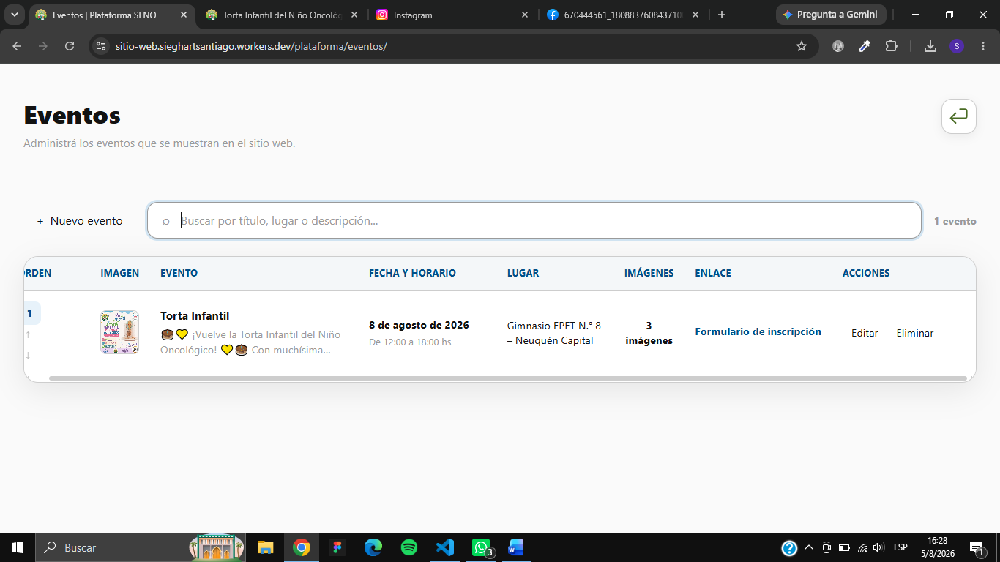 Eventos | Plataforma SENO
Torta Infantil del Niño Oncológ
Instagram
670444561_180883760843710
Pregunta a Gemini
sitio-web.sieghartsantiago.workers.dev/plataforma/eventos/
S
Eventos
Administrá los eventos que se muestran en el sitio web.
+ Nuevo evento
Buscar por título, lugar o descripción...
1 evento
ORDEN
IMAGEN
EVENTO
FECHA Y HORARIO
LUGAR
IMÁGENES
ENLACE
ACCIONES
1
↑
↓
Torta Infantil
🎂💛 ¡Vuelve la Torta Infantil del Niño
Oncológico! 💛🎂 Con muchísima...
8 de agosto de 2026
De 12:00 a 18:00 hs
Gimnasio EPET N.° 8
– Neuquén Capital
3
imágenes
Formulario de inscripción
Editar
Eliminar
Buscar
3
ESP
16:28
5/8/2026
1